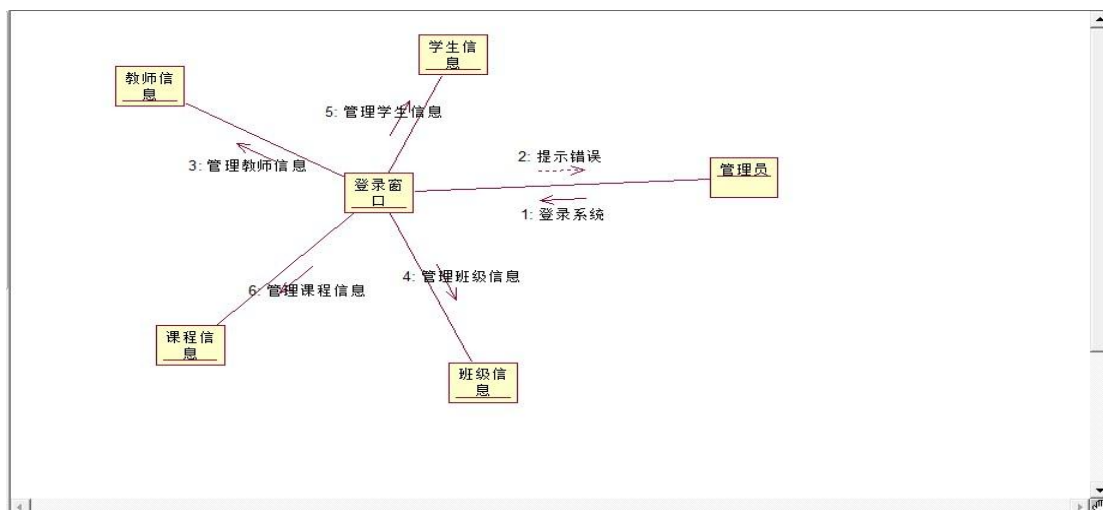 学生信
息
教师信
息
5: 管理学生信息
3: 管理教师信息
2: 提示错误
管理员
登录窗
口
1: 登录系统
6: 管理课程信息
4: 管理班级信息
课程信
息
班级信
息